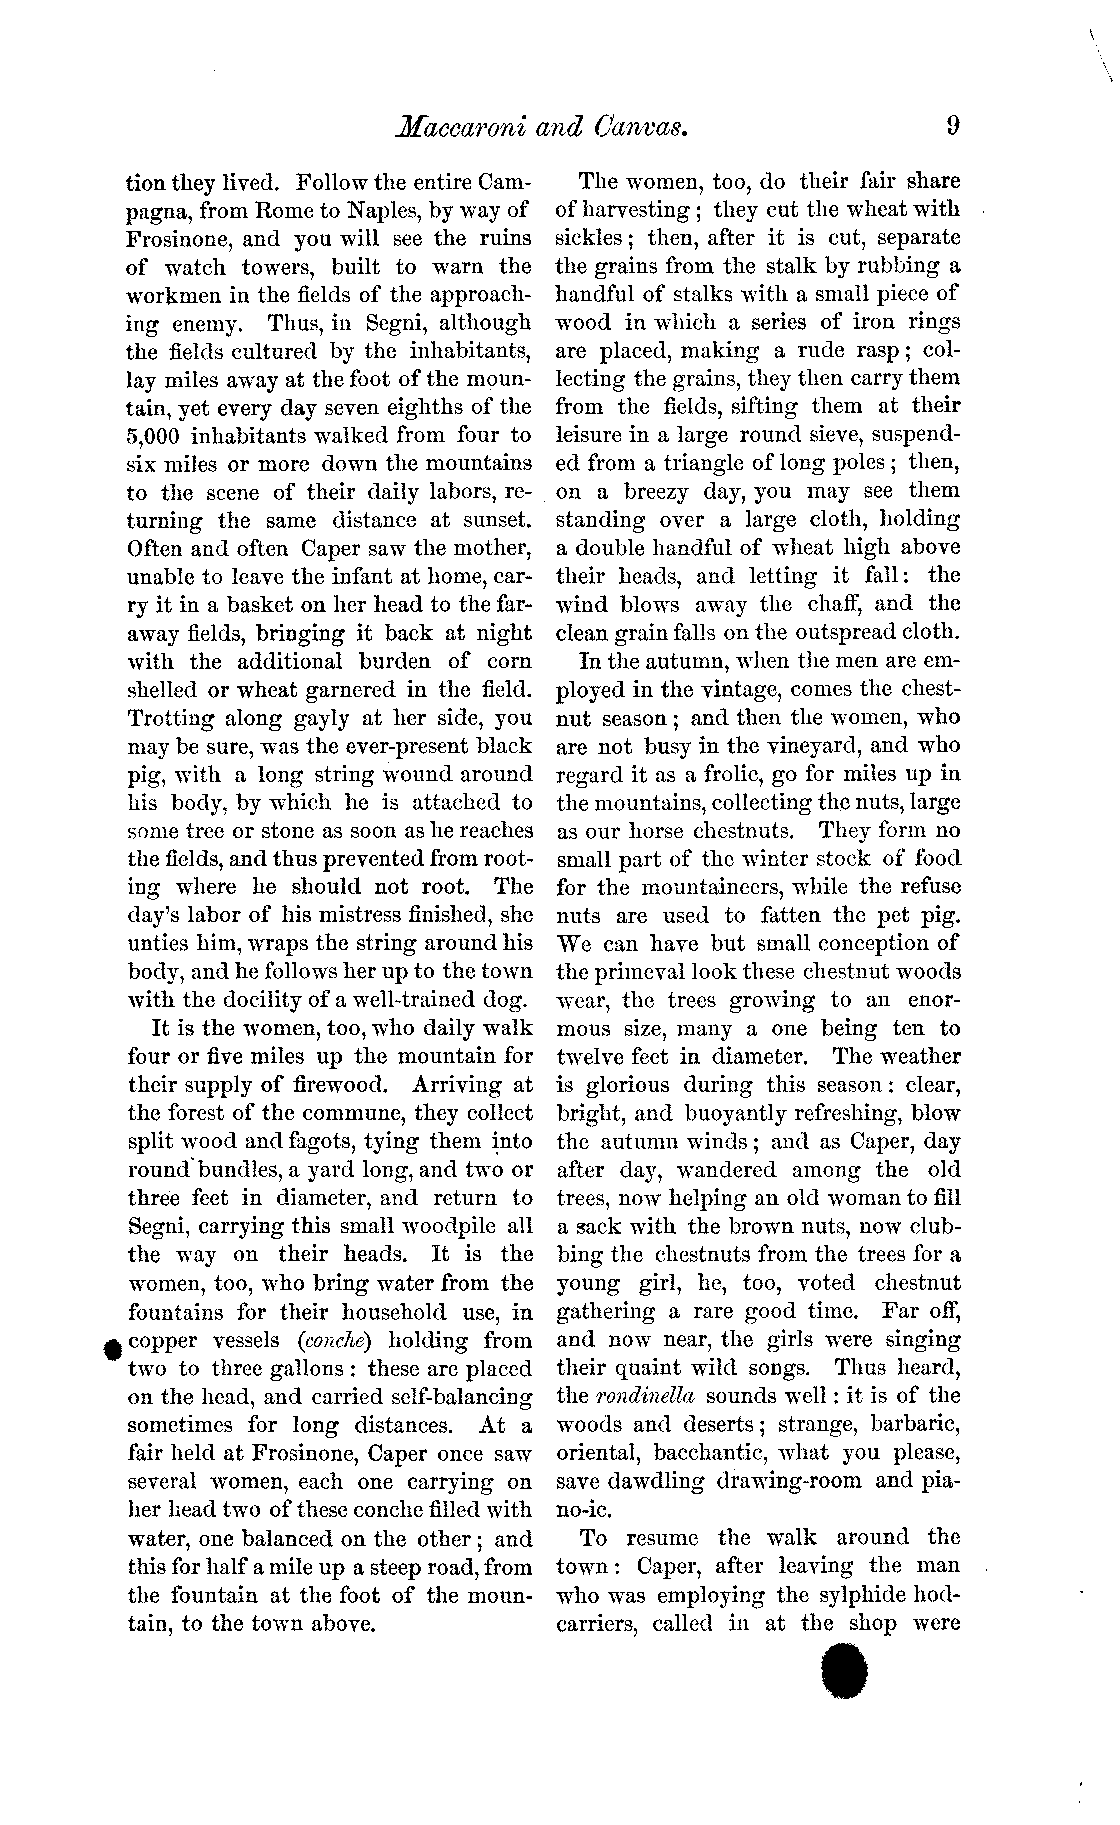 Maccaroni and Canvas. 9
tion they lived. Follow the entire Cam-
pagna, from Rome to Naples, by way of
Frosinone, and you will see the ruins
of watch towers, built to warn the
workmen in the fields of the approach-
ing enemy. Thus, in Segni, although
the fields cultured by the inhabitants,
lay miles away at the foot of the moun-
tain, yet every day seven eighths of the
5,000 inhabitants walked from four to
six miles or more down the mountains
to the scene of their daily labors, re-
turning the same distance at sunset.
Often and often Caper saw the mother,
unable to leave the infant at home, car-
ry it in a basket on her head to the far-
away fields, bringing it back at night
with the additional burden of corn
shelled or wheat garnered in the field.
Trotting along gayly at her side, you
may be sure, was the ever-present black
pig, with a long string wound around
his body, by which he is attached to
some tree or stone as soon as he reaches
the fields, and thus prevented from root-
ing where he should not root. The
day's labor of his mistress finished, she
unties him, wraps the string around his
body, and he follows her up to the town
with the docility of a well-trained dog.
It is the women, too, who daily walk
four or five miles up the mountain for
their supply of firewood. Arriving at
the forest of the commune, they collect
split wood and fagots, tying them into
round bundles, a yard long, and two or
three feet in diameter, and return to
Segni, carrying this small woodpile all
the way on their heads. It is the
women, too, who bring water from the
fountains for their household use, in
copper vessels (conche) holding from
two to three gallons: these are placed
on the head, and carried self-balancing
sometimes for long distances. At a
fair held at Frosinone, Caper once saw
several women, each one carrying on
her head two of these conche filled with
water, one balanced on the other; and
this for half a mile up a steep road, from
the fountain at the foot of the moun-
tain, to the town above.
The women, too, do their fair share
of harvesting; they cut the wheat with
sickles; then, after it is cut, separate
the grains from the stalk by rubbing a
handful of stalks with a small piece of
wood in which a series of iron rings
are placed, making a rude rasp; col-
lecting the grains, they then carry them
from the fields, sifting them at their
leisure in a large round sieve, suspend-
ed from a triangle of long poles; then,
on a breezy day, you may see them
standing over a large cloth, holding
a double handful of wheat high above
their heads, and letting it fall: the
wind blows away the chaff, and the
clean grain falls on the outspread cloth.
In the autumn, when the men are em-
ployed in the vintage, comes the chest-
nut season; and then the women, who
are not busy in the vineyard, and who
regard it as a frolic, go for miles up in
the mountains, collecting the nuts, large
as our horse chestnuts. They form no
small part of the winter stock of food
for the mountaineers, while the refuse
nuts are used to fatten the pet pig.
We can have but small conception of
the primeval look these chestnut woods
wear, the trees growing to an enor-
mous size, many a one being ten to
twelve feet in diameter. The weather
is glorious during this season: clear,
bright, and buoyantly refreshing, blow
the autumn winds; and as Caper, day
after day, wandered among the old
trees, now helping an old woman to fill
a sack with the brown nuts, now club-
bing the chestnuts from the trees for a
young girl, he, too, voted chestnut
gathering a rare good time. Far off,
and now near, the girls were singing
their quaint wild songs. Thus heard,
the rondinella sounds well: it is of the
woods and deserts; strange, barbaric,
oriental, bacchantic, what you please,
save dawdling drawing-room and pia-
no-ic.
To resume the walk around the
town: Caper, after leaving the man
who was employing the sylphide hod-
carriers, called in at the shop were